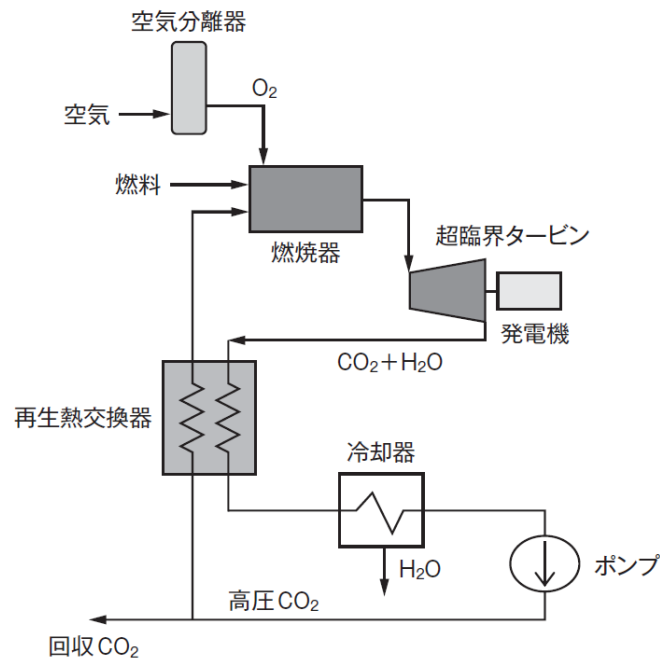 空気分離器
O₂
空気
燃料
燃焼器
超臨界タービン
発電機
CO₂+H₂O
再生熱交換器
冷却器
H₂O
ポンプ
高圧CO₂
回収CO₂